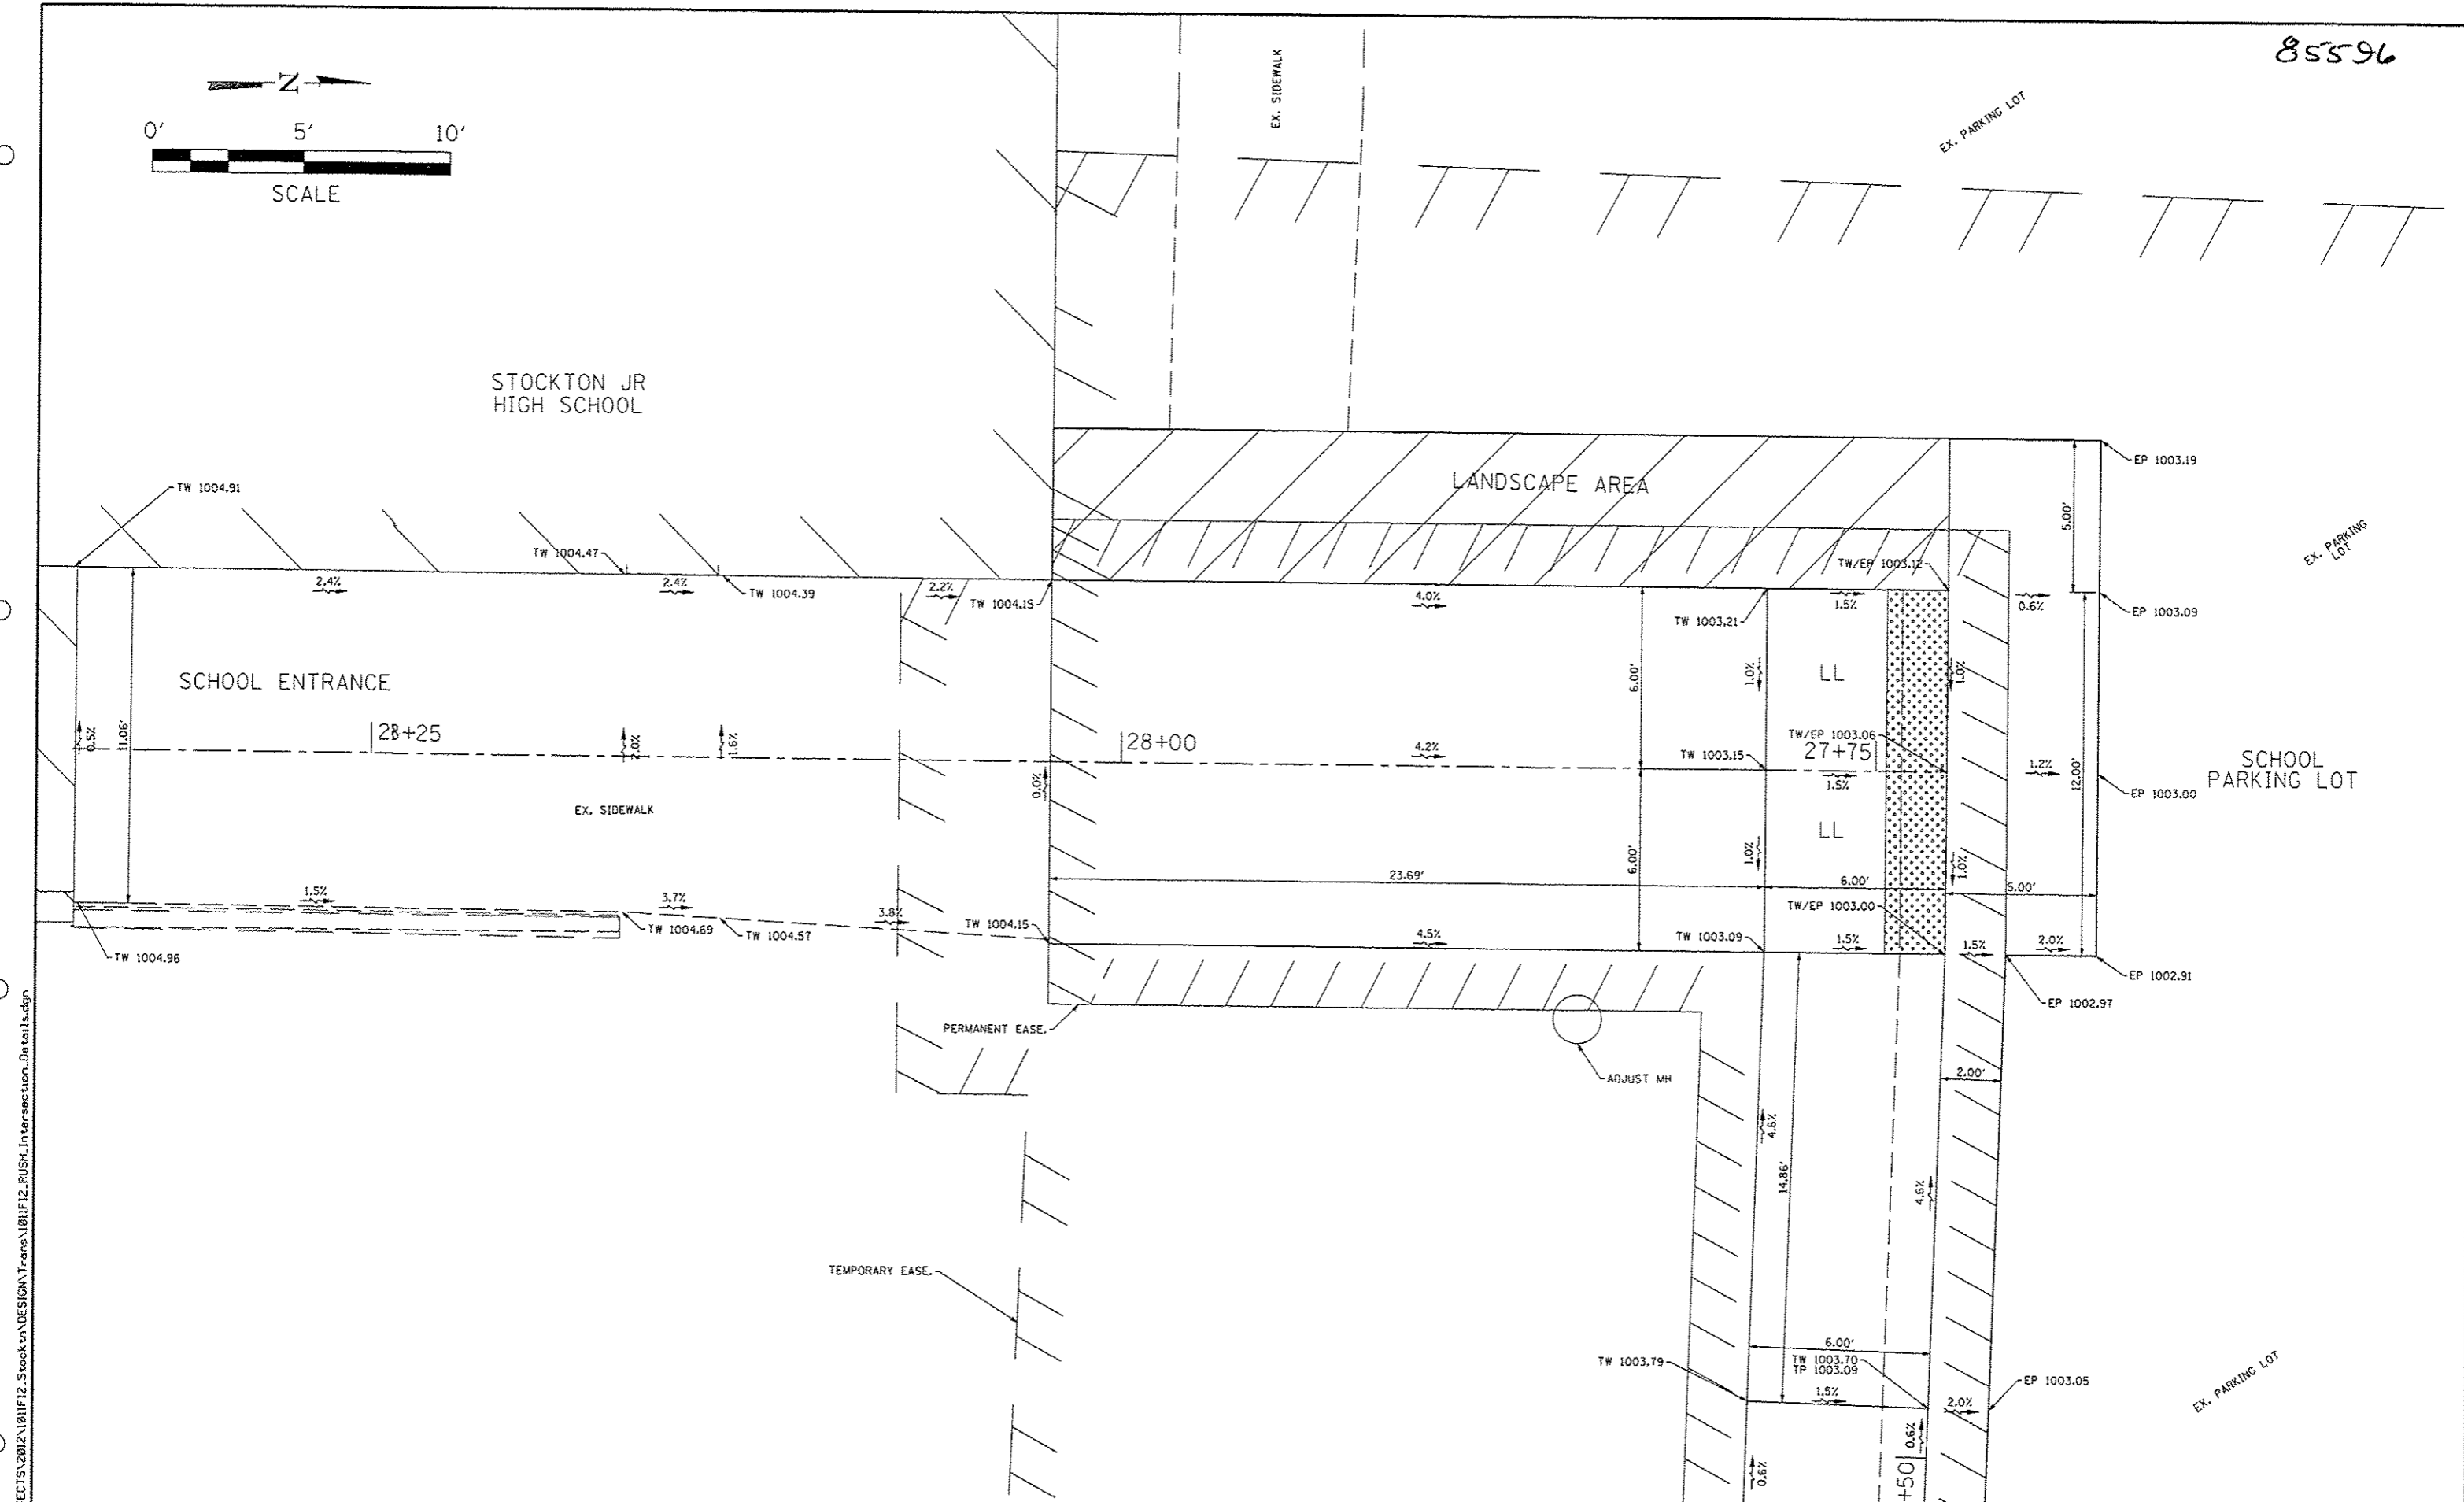 85596
N
0' 5' 10'
SCALE
EX. SIDEWALK
EX. PARKING LOT
STOCKTON JR
HIGH SCHOOL
LANDSCAPE AREA
EP 1003.19
5.00'
EX. PARKING
LOT
TW 1004.91
TW 1004.47
TW/EP 1003.12
2.4%
2.4%
TW 1004.39
2.2%
TW 1004.15
4.0%
1.5%
0.6%
EP 1003.09
TW 1003.21
6.00'
1.0%
LL
1.0%
SCHOOL ENTRANCE
0.5%
11.06'
28+25
2.0%
1.6%
28+00
4.2%
TW/EP 1003.06
27+75
TW 1003.15
1.5%
1.2%
12.00'
SCHOOL
PARKING LOT
EP 1003.00
0.0%
EX. SIDEWALK
LL
6.00'
1.0%
1.0%
23.69'
6.00'
5.00'
1.5%
3.7%
3.8%
TW 1004.15
TW/EP 1003.00
TW 1004.69
TW 1004.57
4.5%
TW 1003.09
1.5%
1.5%
2.0%
TW 1004.96
EP 1002.91
EP 1002.97
PERMANENT EASE.
ADJUST MH
2.00'
4.6%
14.86'
4.6%
TEMPORARY EASE.
6.00'
TW 1003.79
TW 1003.70
TP 1003.09
1.5%
2.0%
EP 1003.05
EX. PARKING LOT
0.6%
0.6%
+50
ECTS\2012\1011F12_Stockton\DESIGN\Trans\1011F12_RUSH_Intersection_Details.dgn